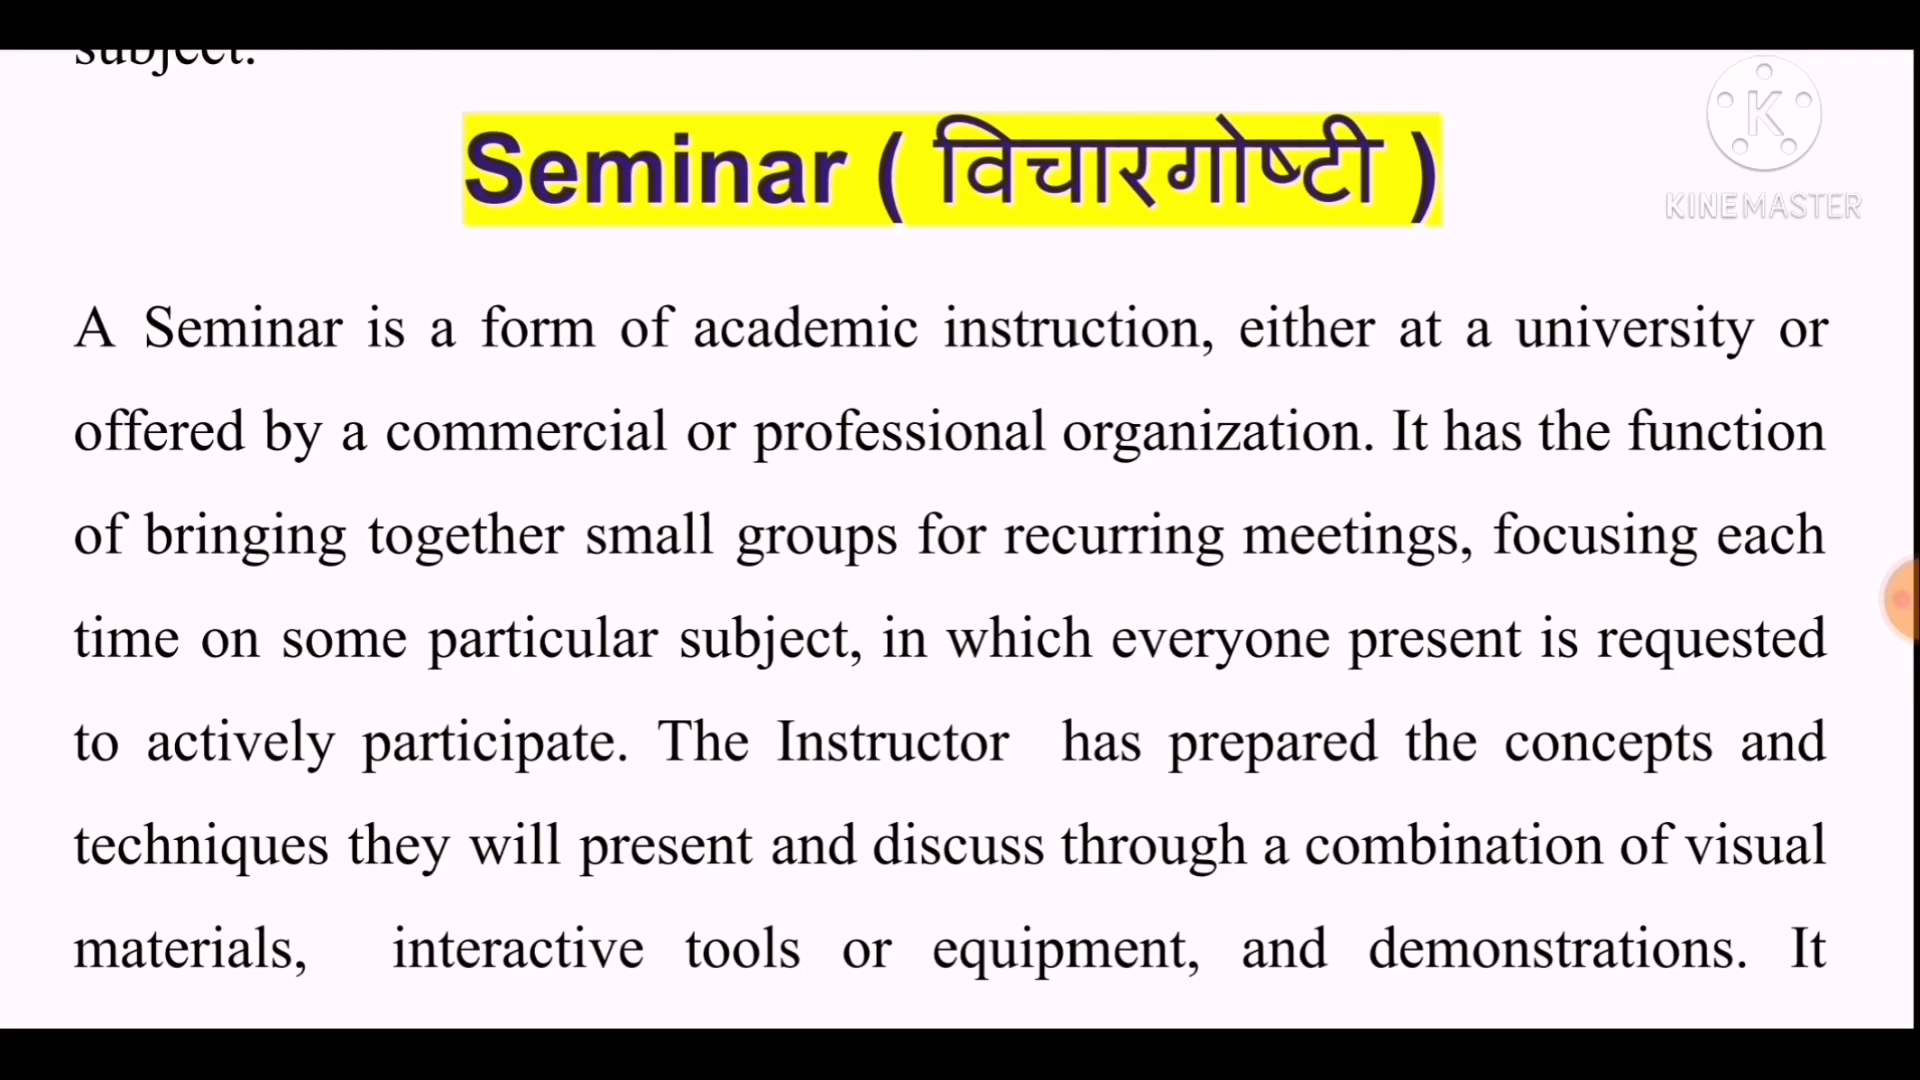 subject.
Seminar ( विचारगोष्टी )
K
KINEMASTER
A Seminar is a form of academic instruction, either at a university or
offered by a commercial or professional organization. It has the function
of bringing together small groups for recurring meetings, focusing each
time on some particular subject, in which everyone present is requested
to actively participate. The Instructor has prepared the concepts and
techniques they will present and discuss through a combination of visual
materials, interactive tools or equipment, and demonstrations. It